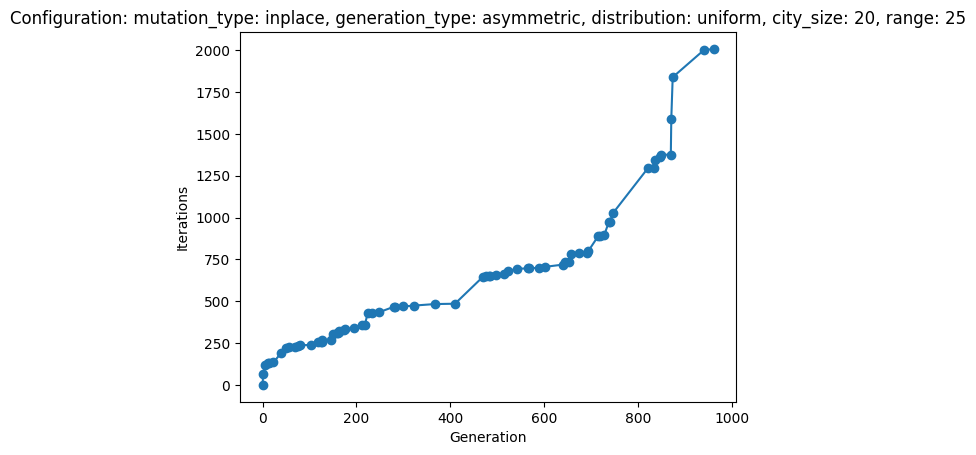 Configuration: mutation_type: inplace, generation_type: asymmetric, distribution: uniform, city_size: 20, range: 25
2000
1750
1500
1250
1000
750
500
250
0
Iterations
0 200 400 600 800 1000
Generation